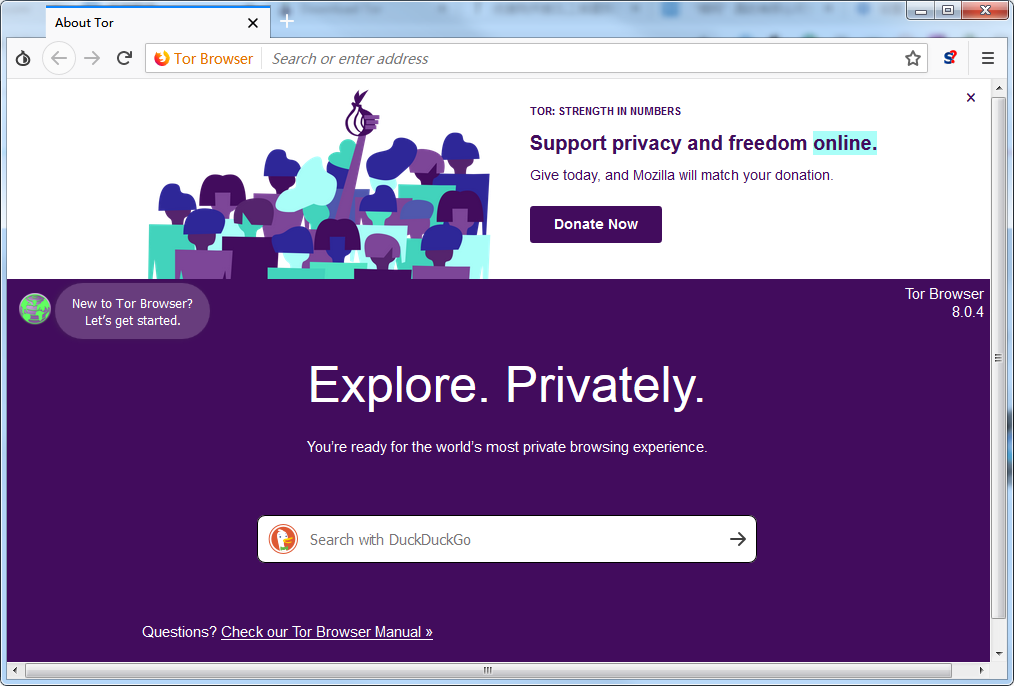 About Tor
Tor Browser
Search or enter address
TOR: STRENGTH IN NUMBERS
Support privacy and freedom online.
Give today, and Mozilla will match your donation.
Donate Now
New to Tor Browser?
Let's get started.
Tor Browser
8.0.4
Explore. Privately.
You're ready for the world's most private browsing experience.
Search with DuckDuckGo
Questions? Check our Tor Browser Manual »